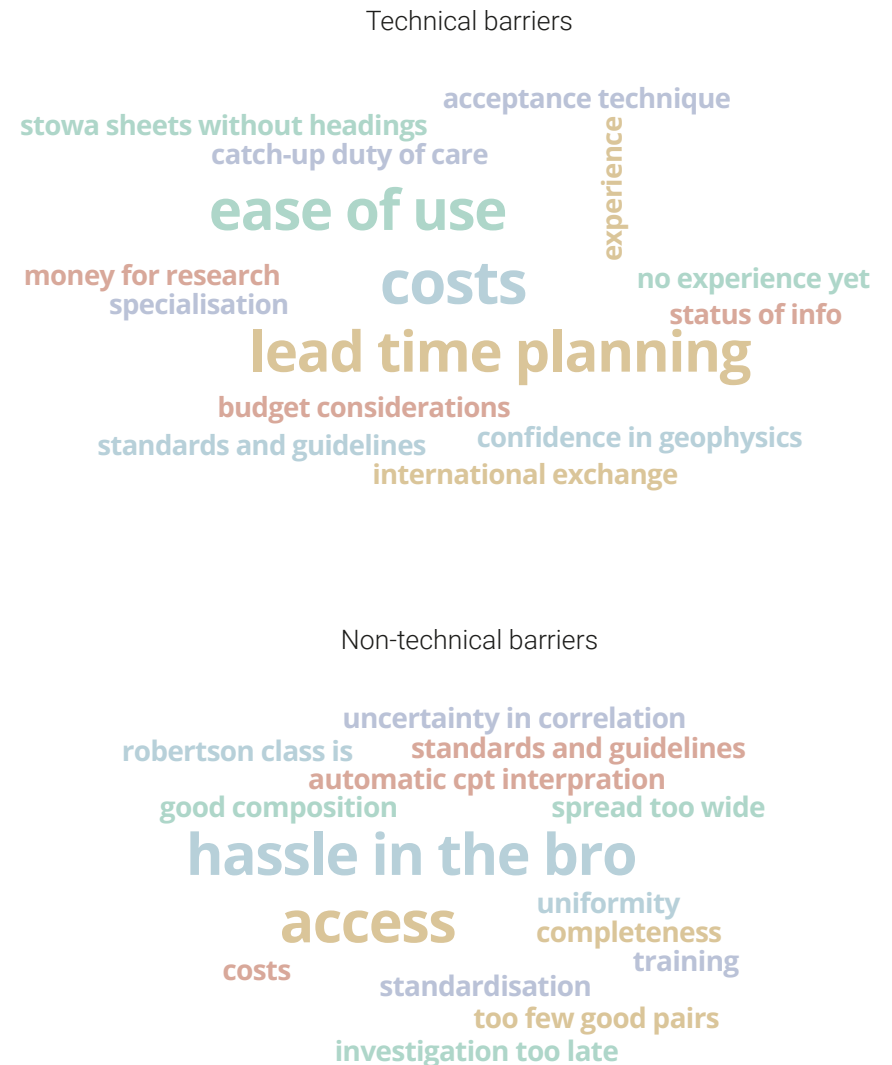 Technical barriers
acceptance technique
stowa sheets without headings
experience
catch-up duty of care
ease of use
costs
money for research
no experience yet
specialisation
status of info
lead time planning
budget considerations
confidence in geophysics
standards and guidelines
international exchange
Non-technical barriers
uncertainty in correlation
robertson class is
standards and guidelines
automatic cpt interpration
good composition
spread too wide
hassle in the bro
uniformity
access
completeness
training
costs
standardisation
too few good pairs
investigation too late